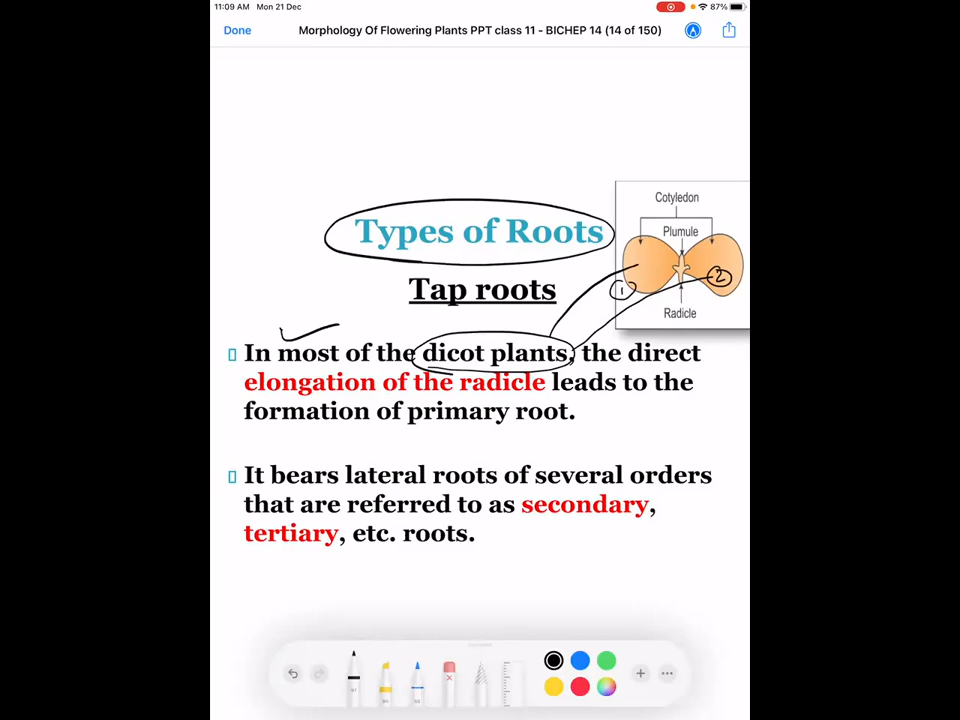 11:09 AM Mon 21 Dec 87%
Done Morphology Of Flowering Plants PPT class 11 - BICHEP 14 (14 of 150)
Cotyledon
Types of Roots
Plumule
1 2
Tap roots
Radicle
In most of the dicot plants, the direct
elongation of the radicle leads to the
formation of primary root.
It bears lateral roots of several orders
that are referred to as secondary,
tertiary, etc. roots.